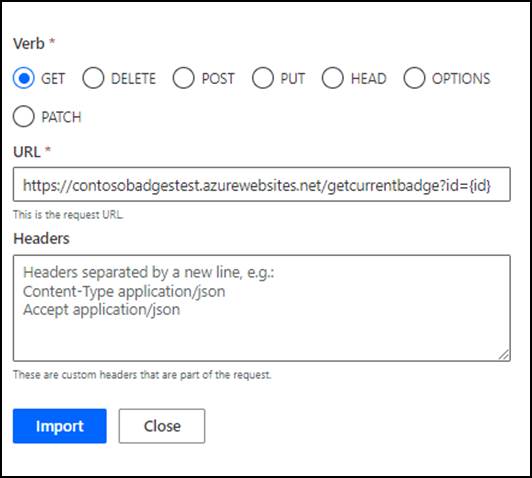 Verb *
GET DELETE POST PUT HEAD OPTIONS
PATCH
URL *
https://contosobadgestest.azurewebsites.net/getcurrentbadge?id={id}
This is the request URL.
Headers
Headers separated by a new line, e.g.:
Content-Type application/json
Accept application/json
These are custom headers that are part of the request.
Import Close